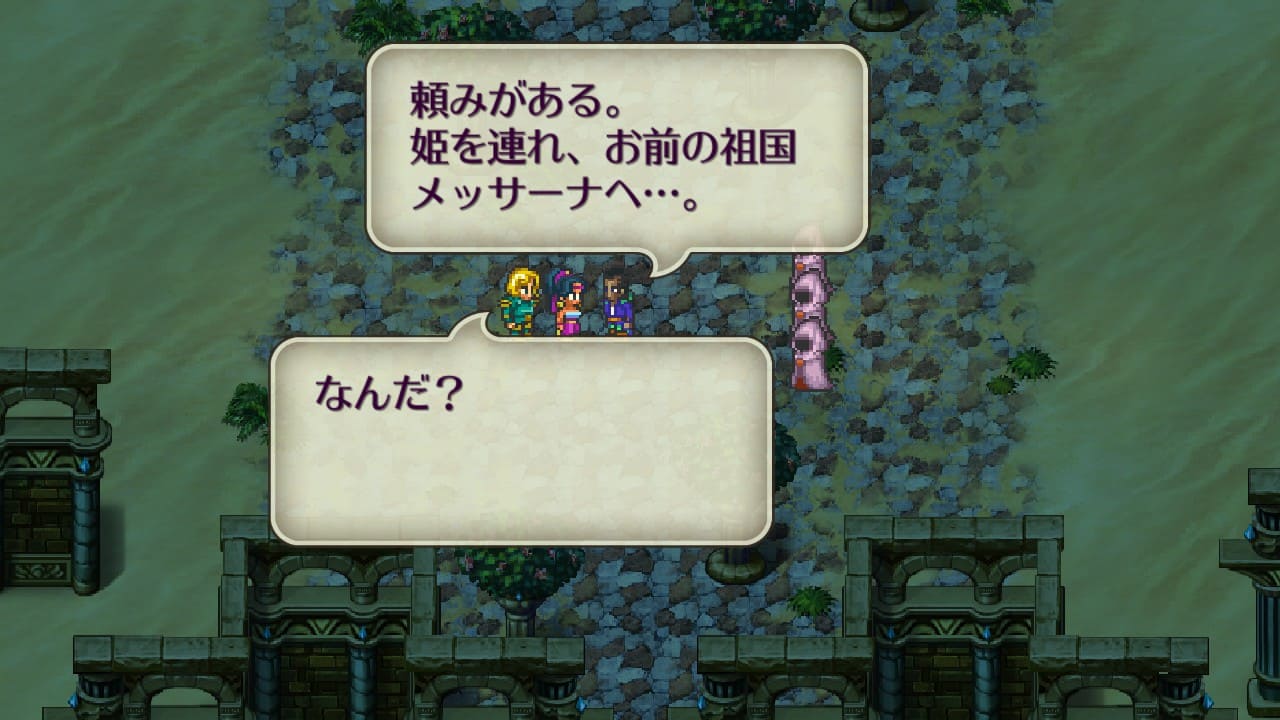 頼みがある。
姫を連れ、お前の祖国
メッサーナへ…。
なんだ？